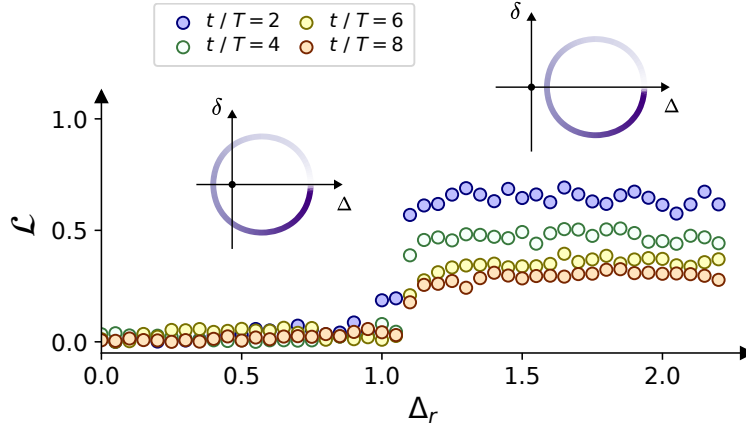 t / T = 2
t / T = 6
t / T = 4
t / T = 8
δ
Δ
δ
Δ
1.0
0.5
0.0
ℒ
0.0 0.5 1.0 1.5 2.0
Δr